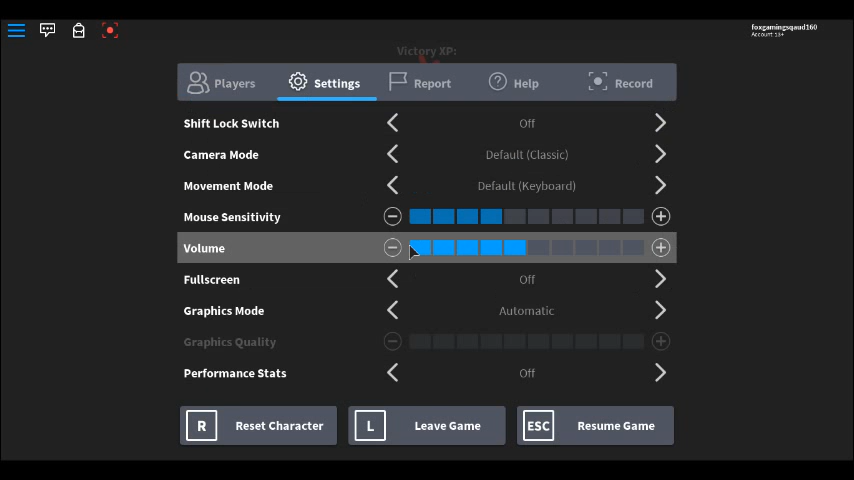 foxgamingsqaud160
Account: 13+
Victory XP:
Players
Settings
Report
Help
Record
Shift Lock Switch
Off
Camera Mode
Default (Classic)
Movement Mode
Default (Keyboard)
Mouse Sensitivity
Volume
Fullscreen
Off
Graphics Mode
Automatic
Graphics Quality
Performance Stats
Off
R Reset Character
L Leave Game
ESC Resume Game